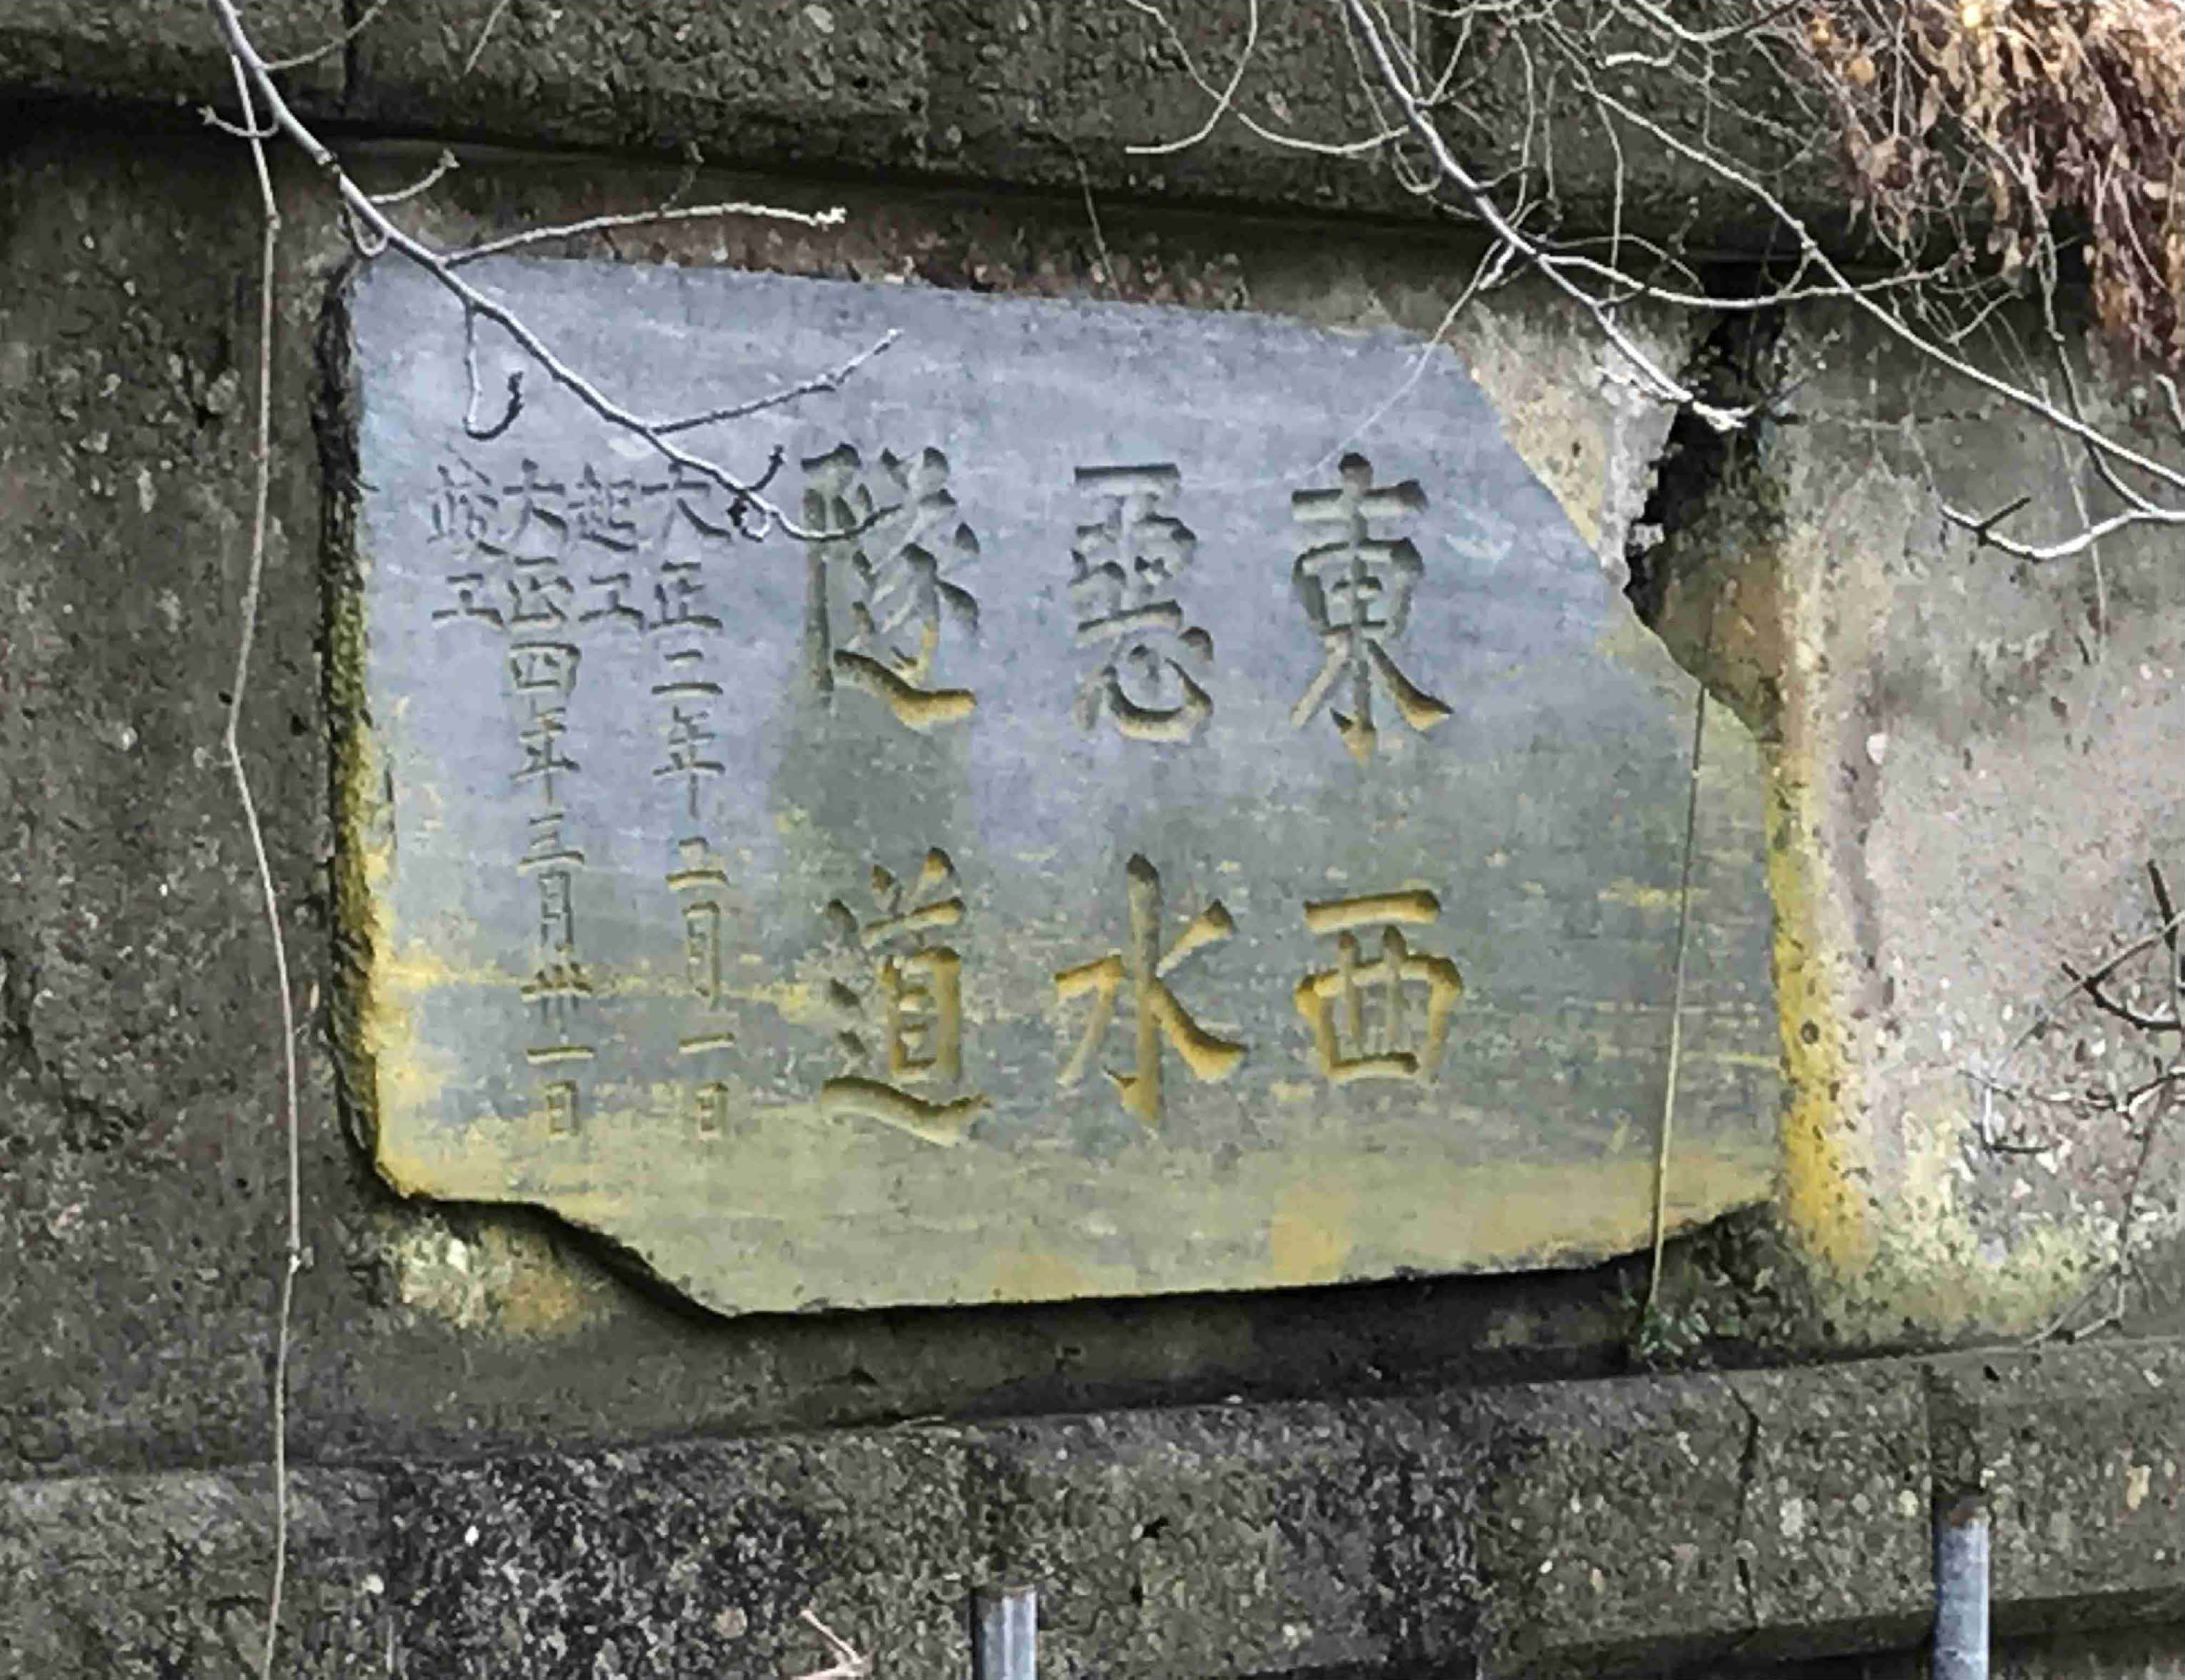 東西
惡水
隧道
大正二年二月一日
起工
大正四年三月卅一日
竣工